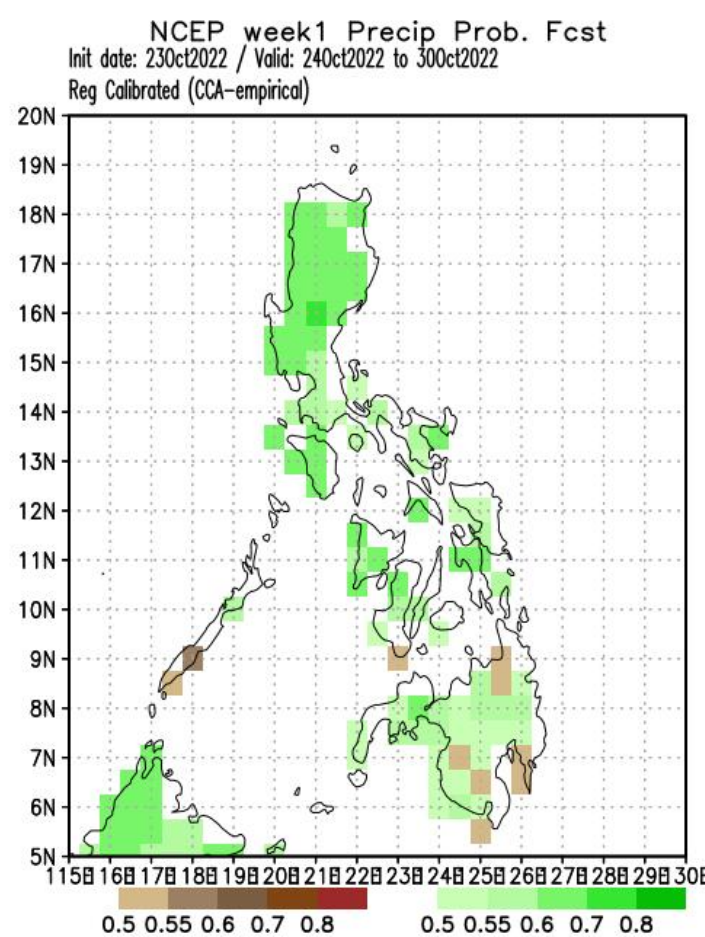 NCEP week1 Precip Prob. Fcst
Init date: 23Oct2022 / Valid: 24Oct2022 to 30Oct2022
Reg Calibrated (CCA-empirical)
20N
19N
18N
17N
16N
15N
14N
13N
12N
11N
10N
9N
8N
7N
6N
5N
115E 116E 117E 118E 119E 120E 121E 122E 123E 124E 125E 126E 127E 128E 129E 130E
0.5 0.55 0.6 0.7 0.8 0.5 0.55 0.6 0.7 0.8